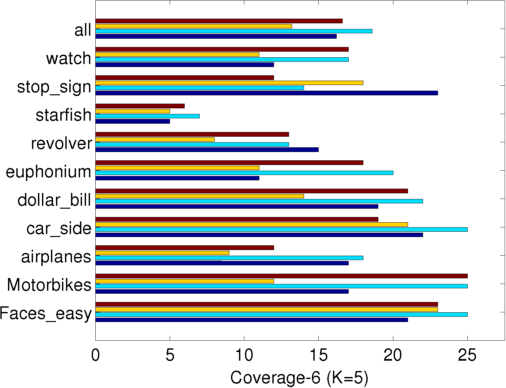 all
watch
stop_sign
starfish
revolver
euphonium
dollar_bill
car_side
airplanes
Motorbikes
Faces_easy
0 5 10 15 20 25
Coverage-6 (K=5)